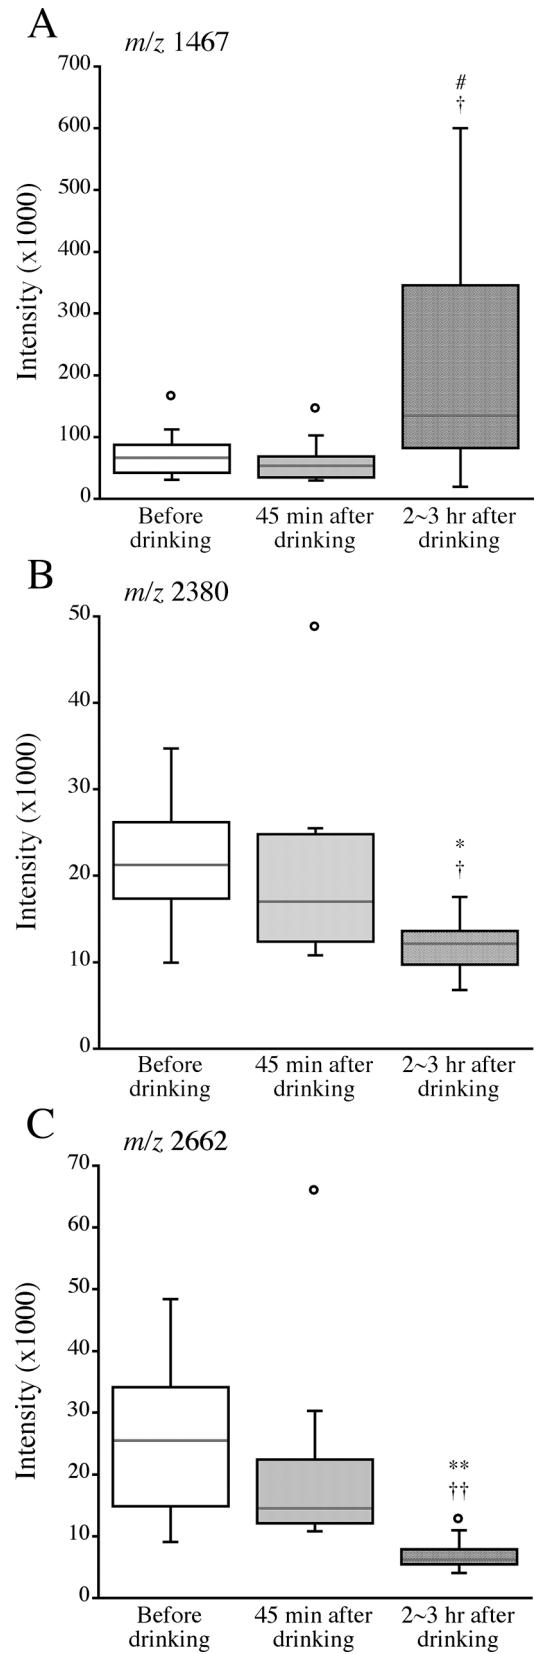 A
m/z 1467
700
600
500
400
300
200
100
0
Intensity (x1000)
#
†
Before
drinking
45 min after
drinking
2~3 hr after
drinking
B
m/z 2380
50
40
30
20
10
0
Intensity (x1000)
*
†
Before
drinking
45 min after
drinking
2~3 hr after
drinking
C
m/z 2662
70
60
50
40
30
20
10
0
Intensity (x1000)
**
††
Before
drinking
45 min after
drinking
2~3 hr after
drinking